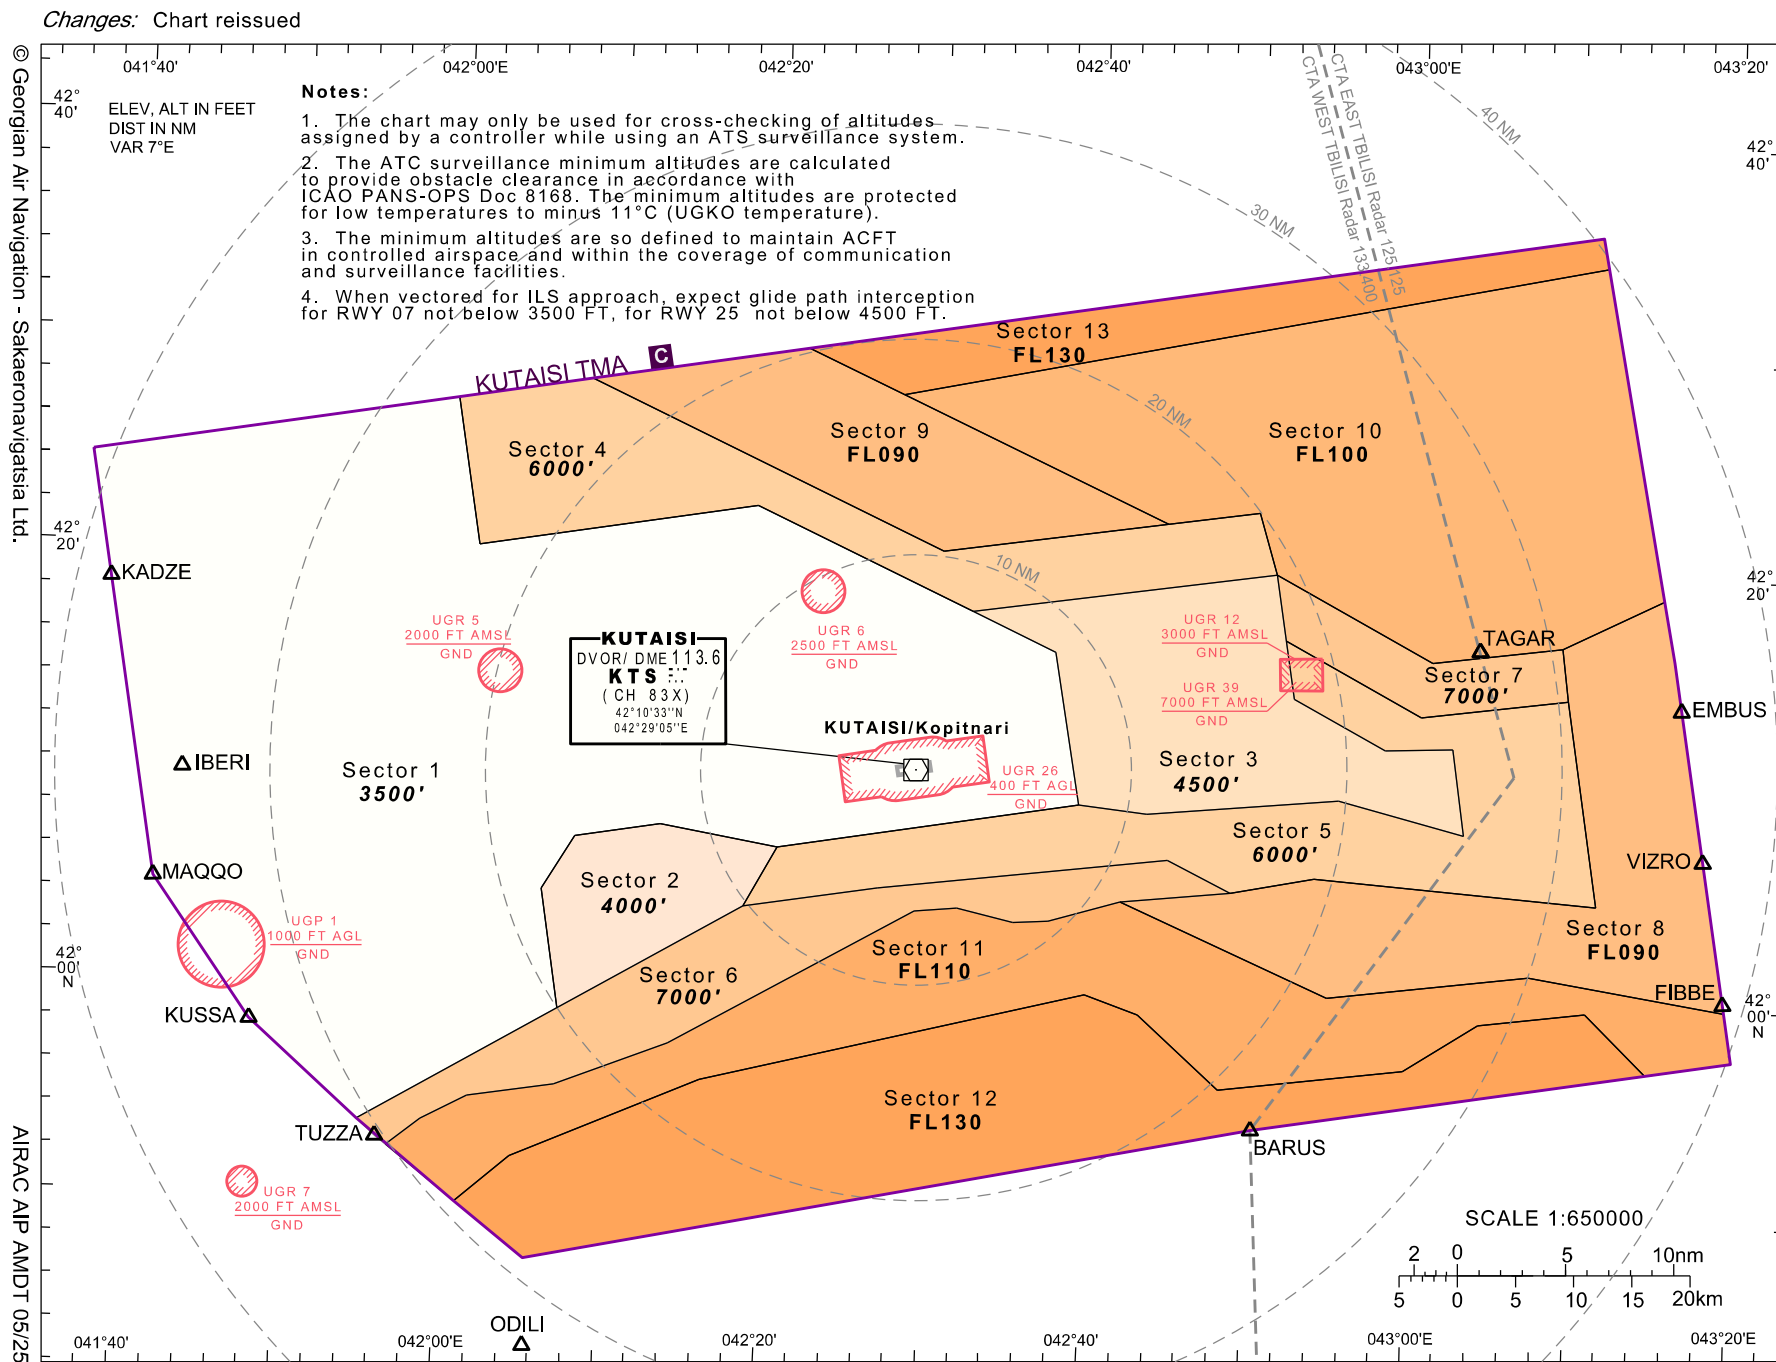 Changes: Chart reissued
© Georgian Air Navigation - Sakaeronavigatsia Ltd.
AIRAC AIP AMDT 05/25
041°40'
042°00'E
042°20'
042°40'
043°00'E
043°20'
42°
40'
ELEV, ALT IN FEET
DIST IN NM
VAR 7°E
Notes:
1. The chart may only be used for cross-checking of altitudes
assigned by a controller while using an ATS surveillance system.
2. The ATC surveillance minimum altitudes are calculated
to provide obstacle clearance in accordance with
ICAO PANS-OPS Doc 8168. The minimum altitudes are protected
for low temperatures to minus 11°C (UGKO temperature).
3. The minimum altitudes are so defined to maintain ACFT
in controlled airspace and within the coverage of communication
and surveillance facilities.
4. When vectored for ILS approach, expect glide path interception
for RWY 07 not below 3500 FT, for RWY 25 not below 4500 FT.
CTA EAST TBILISI Radar 125.125
CTA WEST TBILISI Radar 133.400
40 NM
30 NM
20 NM
10 NM
42°
40'
KUTAISI TMA C
Sector 13
FL130
Sector 4
6000'
Sector 9
FL090
Sector 10
FL100
42°
20'
42°
20'
KADZE
UGR 5
2000 FT AMSL
GND
UGR 6
2500 FT AMSL
GND
UGR 12
3000 FT AMSL
GND
UGR 39
7000 FT AMSL
GND
TAGAR
Sector 7
7000'
EMBUS
KUTAISI
DVOR/ DME 113.6
KTS
(CH 83X)
42°10'33"N
042°29'05"E
KUTAISI/Kopitnari
UGR 26
400 FT AGL
GND
IBERI
Sector 1
3500'
Sector 3
4500'
Sector 5
6000'
VIZRO
MAQQO
Sector 2
4000'
UGP 1
1000 FT AGL
GND
42°
00'
N
Sector 11
FL110
Sector 6
7000'
Sector 8
FL090
FIBBE
42°
00'
N
KUSSA
Sector 12
FL130
TUZZA
BARUS
UGR 7
2000 FT AMSL
GND
SCALE 1:650000
2 0 5 10nm
5 0 5 10 15 20km
ODILI
041°40'
042°00'E
042°20'
042°40'
043°00'E
043°20'